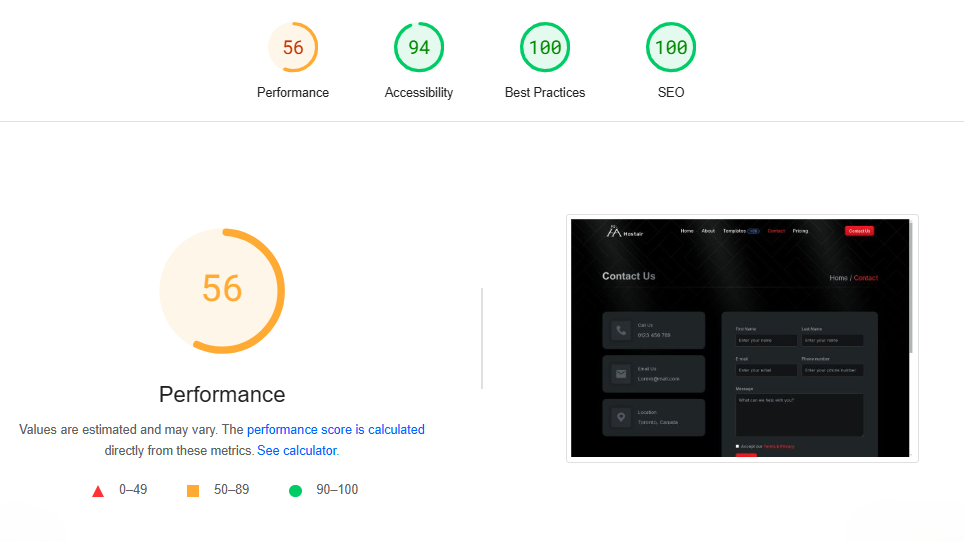 56
94
100
100
Performance
Accessibility
Best Practices
SEO
56
Performance
Values are estimated and may vary. The performance score is calculated
directly from these metrics. See calculator.
0–49
50–89
90–100
Hostalr
Home
About
Templates
Contact
Pricing
Contact Us
Contact Us
Home / Contact
Call Us
0123 456 789
Email Us
Lorem@mail.com
Location
Toronto, Canada
First Name
Last Name
Enter your name
Enter your name
E-mail
Phone number
Enter your email
Enter your phone number
Message
What can we help with you?
Accept our Terms & Privacy